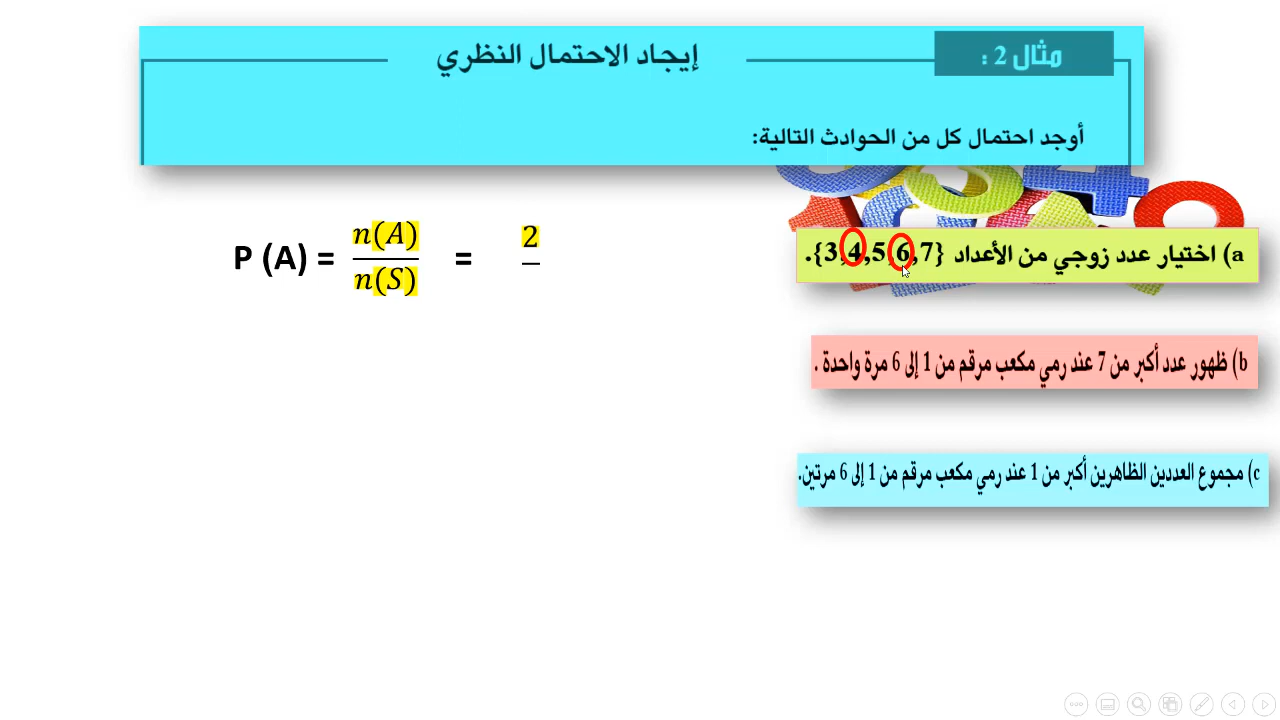 مثال 2 :
إيجاد الاحتمال النظري
أوجد احتمال كل من الحوادث التالية:
a) اختيار عدد زوجي من الأعداد {3,4,5,6,7}.
P (A) = n(A)/n(S) = 2/
b) ظهور عدد أكبر من 7 عند رمي مكعب مرقم من 1 إلى 6 مرة واحدة .
c) مجموع العددين الظاهرين أكبر من 1 عند رمي مكعب مرقم من 1 إلى 6 مرتين.